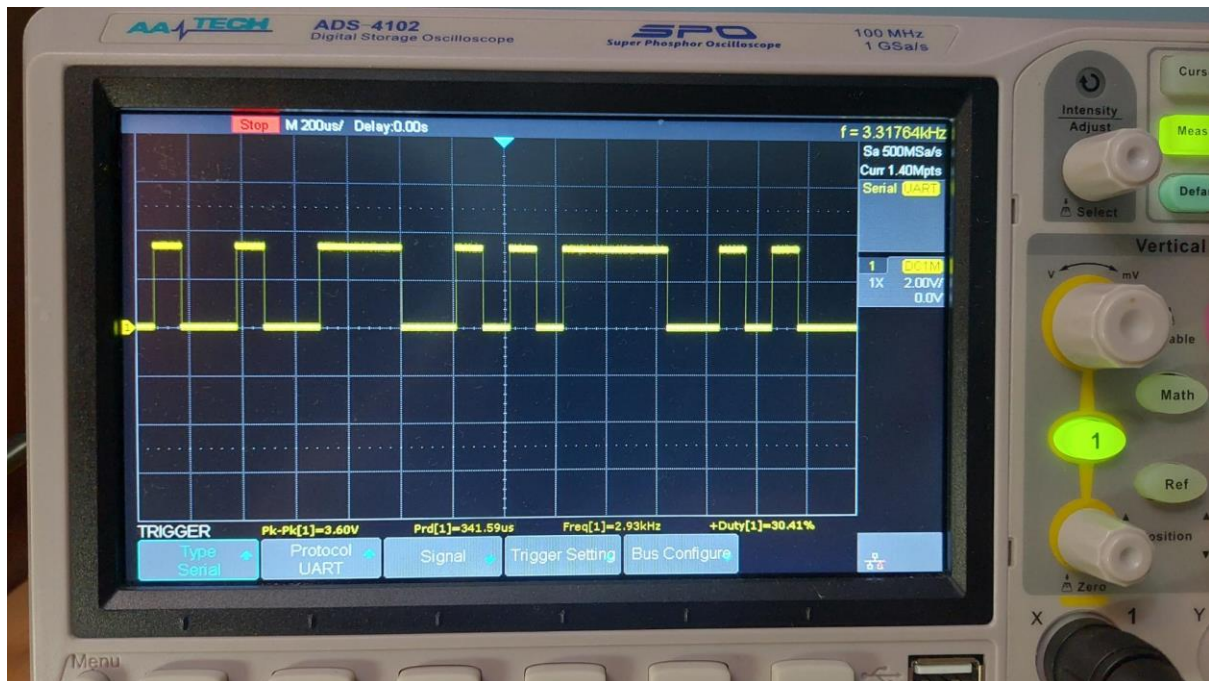 AA TECH ADS-4102 SPO 100 MHz
Digital Storage Oscilloscope Super Phosphor Oscilloscope 1 GSa/s
Stop M 200us/ Delay:0.00s f = 3.31764kHz
Sa 500MSa/s
Curr 1.40Mpts
Serial UART
1 DC1M
1X 2.00V/
0.0V
1
TRIGGER Pk-Pk[1]=3.60V Prd[1]=341.59us Freq[1]=2.93kHz +Duty[1]=30.41%
Type Protocol Signal Trigger Setting Bus Configure
Serial UART
Menu
Intensity
Adjust
Select
Curs
Meas
Defa
Vertical
V mV
able
Math
1
Ref
osition
Zero
X 1 Y